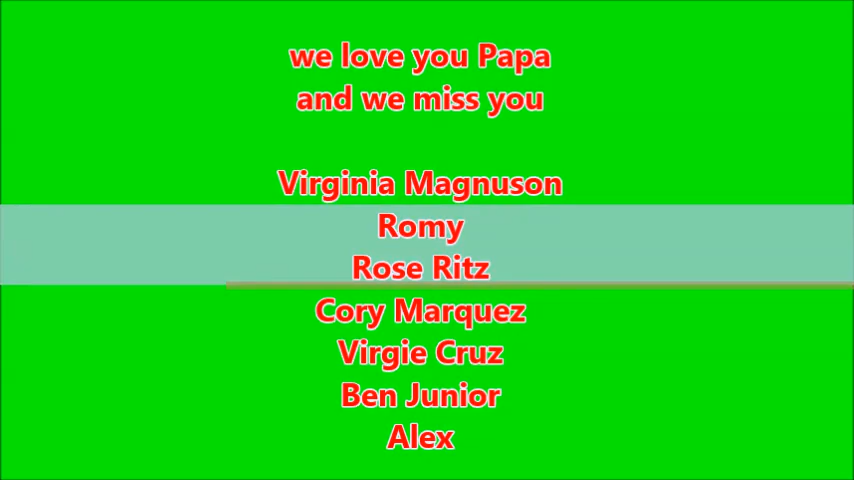 we love you Papa
and we miss you
Virginia Magnuson
Romy
Rose Ritz
Cory Marquez
Virgie Cruz
Ben Junior
Alex